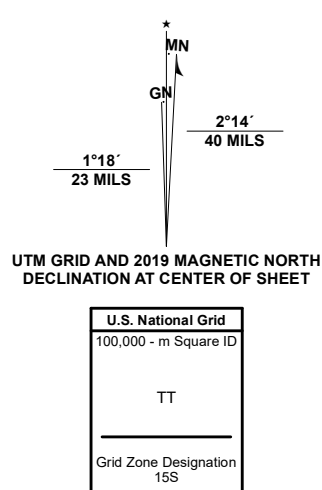 ★
MN
GN
2°14´
40 MILS
1°18´
23 MILS
UTM GRID AND 2019 MAGNETIC NORTH
DECLINATION AT CENTER OF SHEET
U.S. National Grid
100,000 - m Square ID
TT
Grid Zone Designation
15S